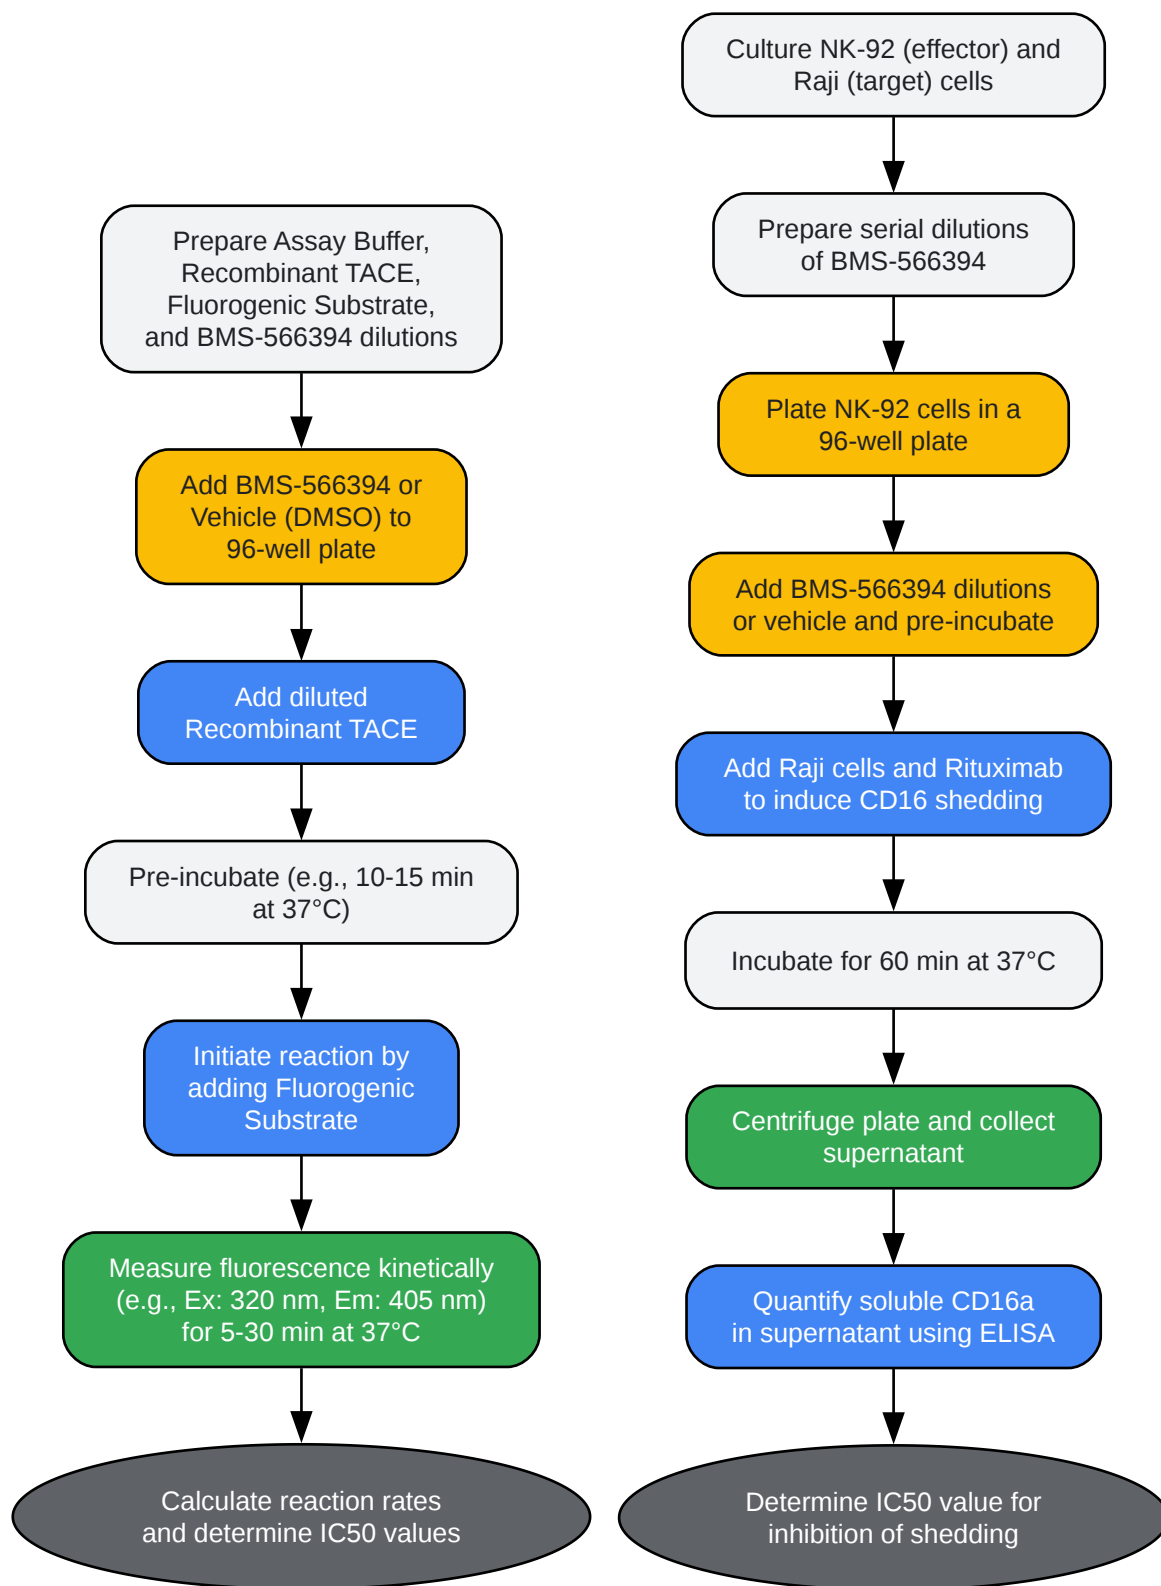 Prepare Assay Buffer,
Recombinant TACE,
Fluorogenic Substrate,
and BMS-566394 dilutions
Add BMS-566394 or
Vehicle (DMSO) to
96-well plate
Add diluted
Recombinant TACE
Pre-incubate (e.g., 10-15 min
at 37°C)
Initiate reaction by
adding Fluorogenic
Substrate
Measure fluorescence kinetically
(e.g., Ex: 320 nm, Em: 405 nm)
for 5-30 min at 37°C
Calculate reaction rates
and determine IC50 values
Culture NK-92 (effector) and
Raji (target) cells
Prepare serial dilutions
of BMS-566394
Plate NK-92 cells in a
96-well plate
Add BMS-566394 dilutions
or vehicle and pre-incubate
Add Raji cells and Rituximab
to induce CD16 shedding
Incubate for 60 min at 37°C
Centrifuge plate and collect
supernatant
Quantify soluble CD16a
in supernatant using ELISA
Determine IC50 value for
inhibition of shedding